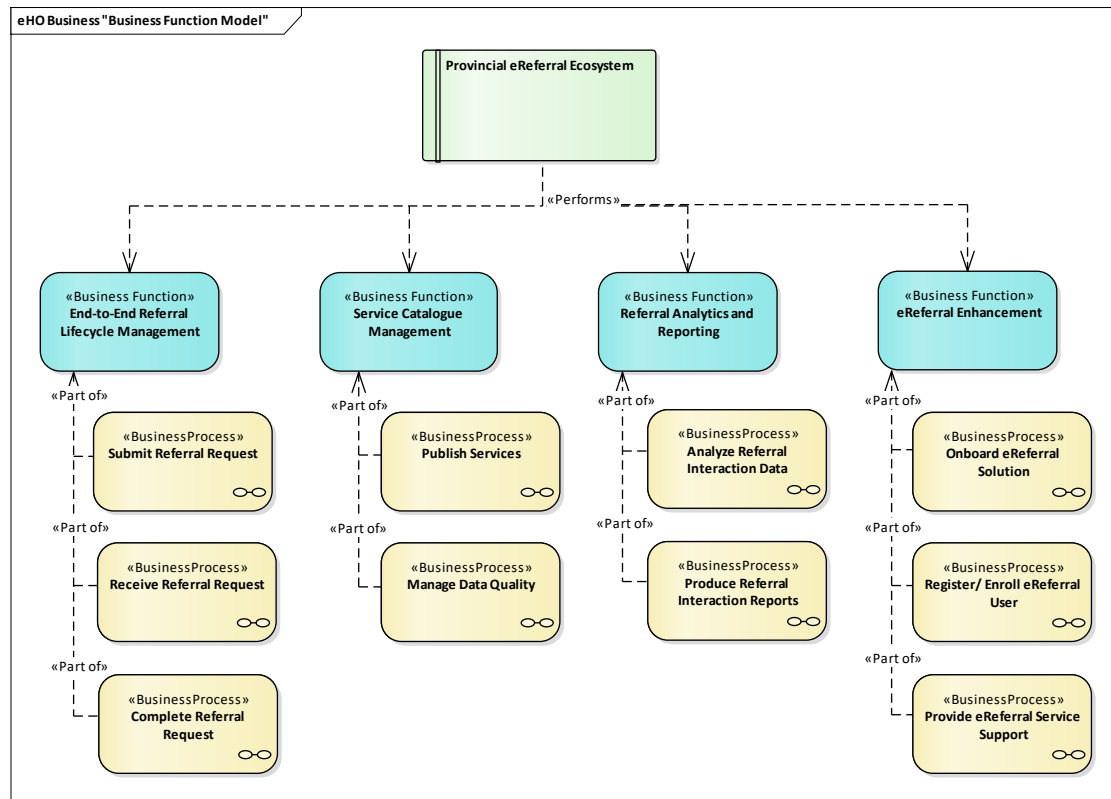 eHO Business "Business Function Model"
Provincial eReferral Ecosystem
«Performs»
«Business Function»
End-to-End Referral
Lifecycle Management
«Business Function»
Service Catalogue
Management
«Business Function»
Referral Analytics and
Reporting
«Business Function»
eReferral Enhancement
«Part of»
«Part of»
«Part of»
«Part of»
«BusinessProcess»
Submit Referral Request
«BusinessProcess»
Publish Services
«BusinessProcess»
Analyze Referral
Interaction Data
«BusinessProcess»
Onboard eReferral
Solution
«Part of»
«Part of»
«Part of»
«Part of»
«BusinessProcess»
Receive Referral Request
«BusinessProcess»
Manage Data Quality
«BusinessProcess»
Produce Referral
Interaction Reports
«BusinessProcess»
Register/ Enroll eReferral
User
«Part of»
«Part of»
«BusinessProcess»
Complete Referral
Request
«BusinessProcess»
Provide eReferral Service
Support